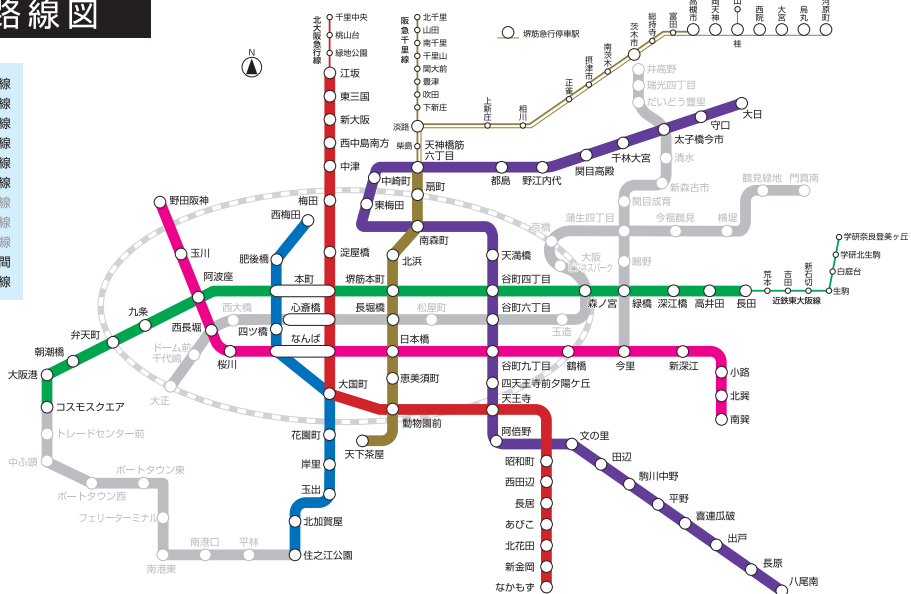 路線図
線
線
線
線
線
線
線
線
線
間
線
N
北大阪急行線
千里中央
桃山台
緑地公園
江坂
東三国
新大阪
西中島南方
中津
梅田
淀屋橋
本町
心斎橋
なんば
大国町
阪急千里線
北千里
山田
南千里
千里山
関大前
豊津
吹田
下新庄
淡路
柴島
天神橋筋
六丁目
扇町
南森町
北浜
堺筋本町
長堀橋
日本橋
恵美須町
動物園前
天下茶屋
堺筋急行停車駅
上新庄
相川
正雀
摂津市
南茨木
茨木市
総持寺
富田
高槻市
桂
西院
大宮
烏丸
河原町
井高野
瑞光四丁目
だいどう豊里
太子橋今市
清水
新森古市
関目成育
蒲生四丁目
鴫野
緑橋
今里
大日
守口
千林大宮
関目高殿
野江内代
都島
中崎町
東梅田
天満橋
谷町四丁目
谷町六丁目
谷町九丁目
四天王寺前夕陽ケ丘
天王寺
阿倍野
文の里
田辺
駒川中野
平野
喜連瓜破
出戸
長原
八尾南
鶴見緑地
門真南
今福鶴見
横堤
京橋
大阪
ビジネスパーク
森ノ宮
玉造
松屋町
西大橋
西長堀
ドーム前
千代崎
大正
野田阪神
玉川
阿波座
桜川
鶴橋
新深江
小路
北巽
南巽
西梅田
肥後橋
四ツ橋
花園町
岸里
玉出
北加賀屋
住之江公園
九条
弁天町
朝潮橋
大阪港
コスモスクエア
トレードセンター前
中ふ頭
ポートタウン西
ポートタウン東
フェリーターミナル
南港東
南港口
平林
深江橋
高井田
長田
荒本
吉田
新石切
生駒
近鉄東大阪線
白庭台
学研北生駒
学研奈良登美ヶ丘
昭和町
西田辺
長居
あびこ
北花田
新金岡
なかもず